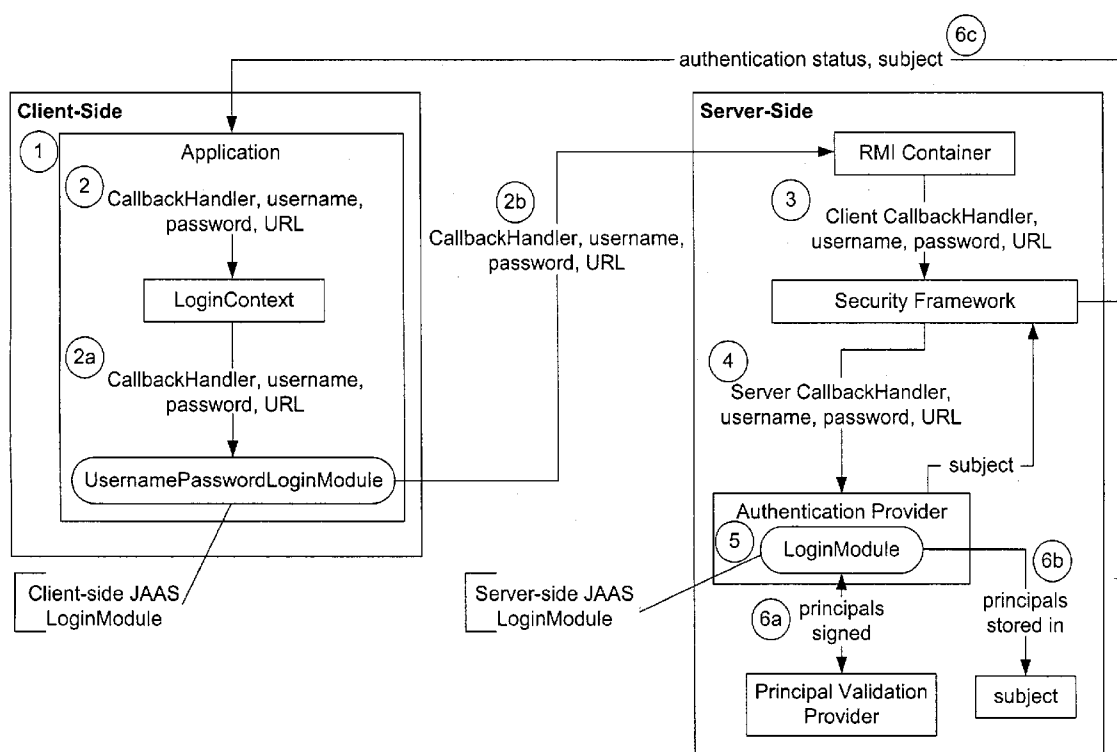 6c
authentication status, subject
Client-Side
1
Application
2
CallbackHandler, username,
password, URL
LoginContext
2a
CallbackHandler, username,
password, URL
UsernamePasswordLoginModule
Client-side JAAS
LoginModule
2b
CallbackHandler, username,
password, URL
Server-Side
RMI Container
3
Client CallbackHandler,
username, password, URL
Security Framework
4
Server CallbackHandler,
username, password, URL
subject
Authentication Provider
5
LoginModule
Server-side JAAS
LoginModule
6a
principals
signed
6b
principals
stored in
Principal Validation
Provider
subject